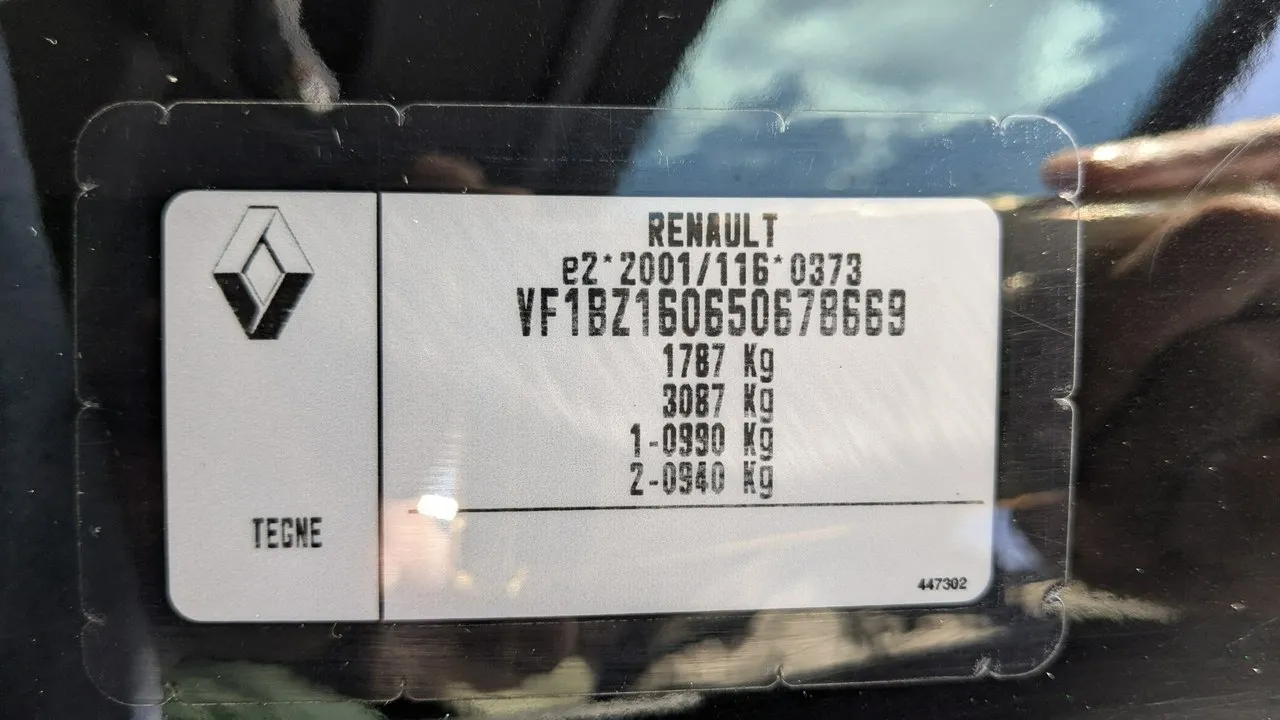 RENAULT
e2*2001/116*0373
VF1BZ160650678669
1787 Kg
3087 Kg
1-0990 Kg
2-0940 Kg
TEGNE
447302